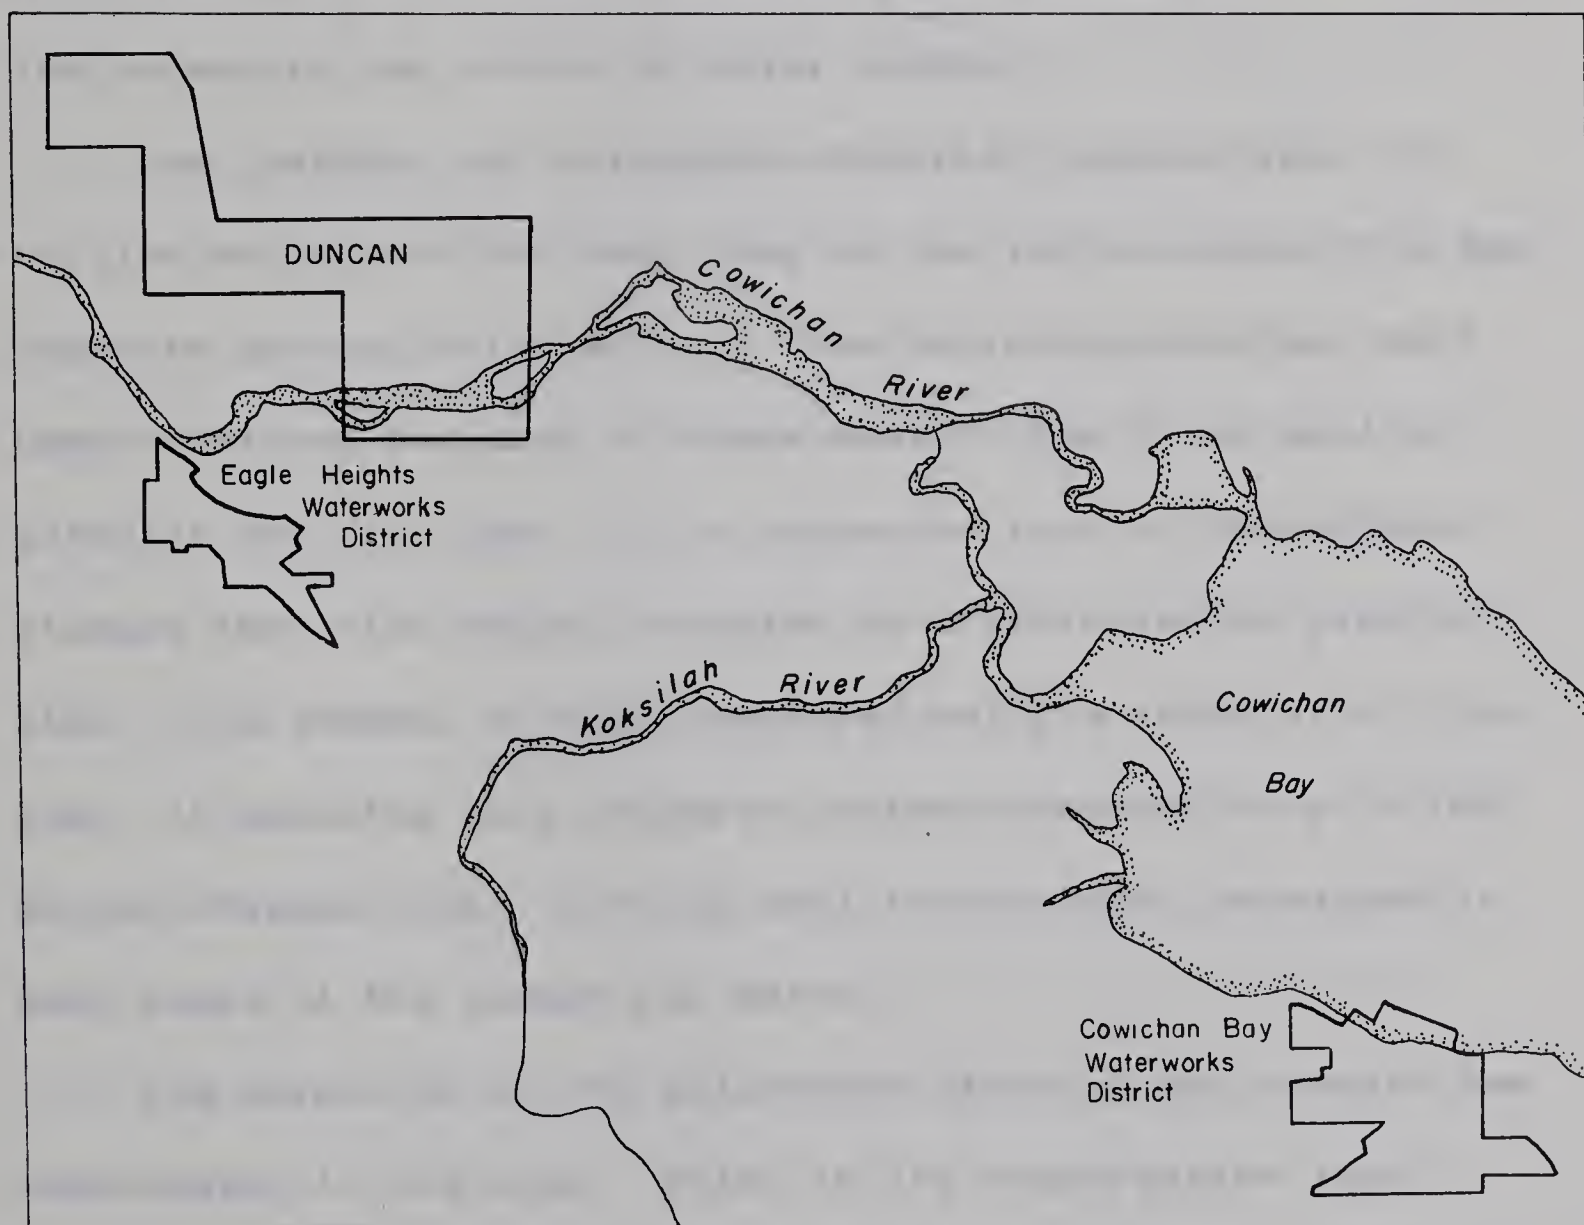 DUNCAN
Cowichan
River
Eagle Heights
Waterworks
District
Koksilah River
Cowichan
Bay
Cowichan Bay
Waterworks
District